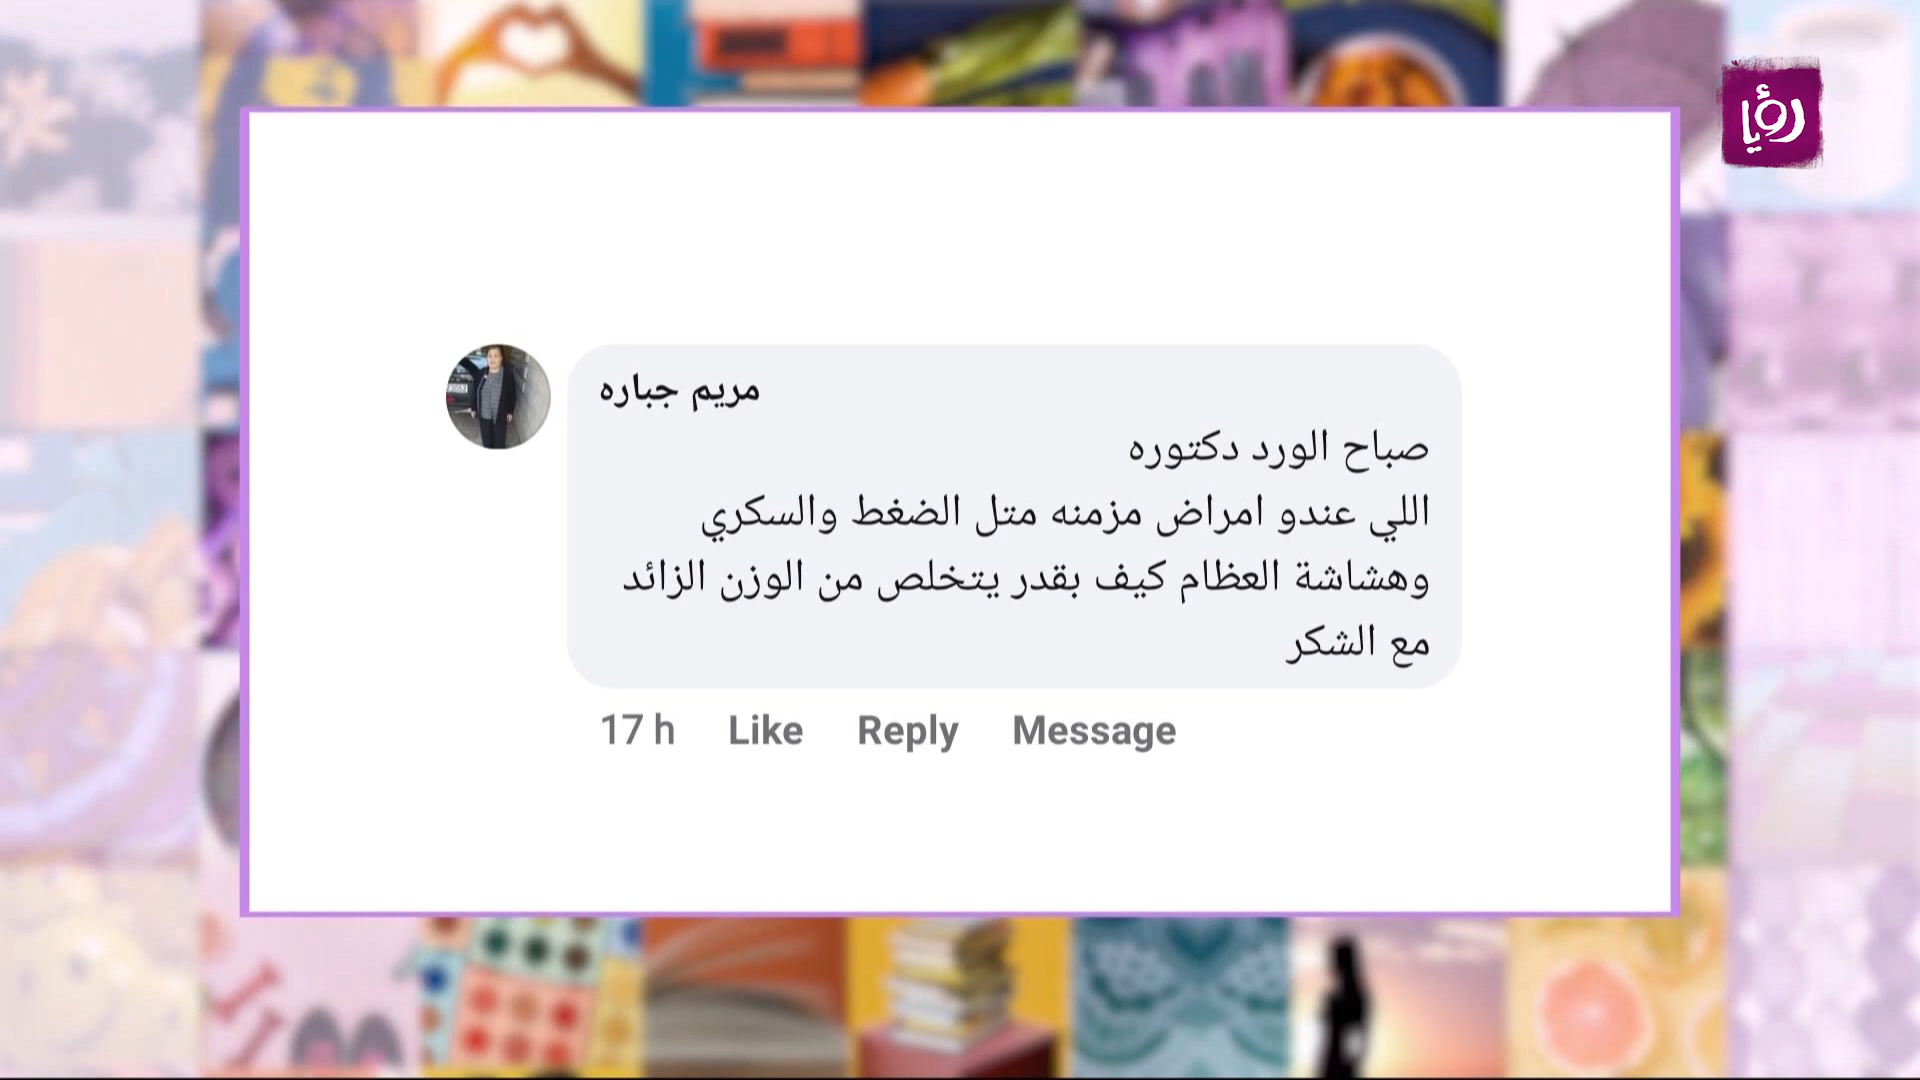 رؤيا
مريم جباره
صباح الورد دكتوره
اللي عندو امراض مزمنه متل الضغط والسكري
وهشاشة العظام كيف بقدر يتخلص من الوزن الزائد
مع الشكر
17 h Like Reply Message